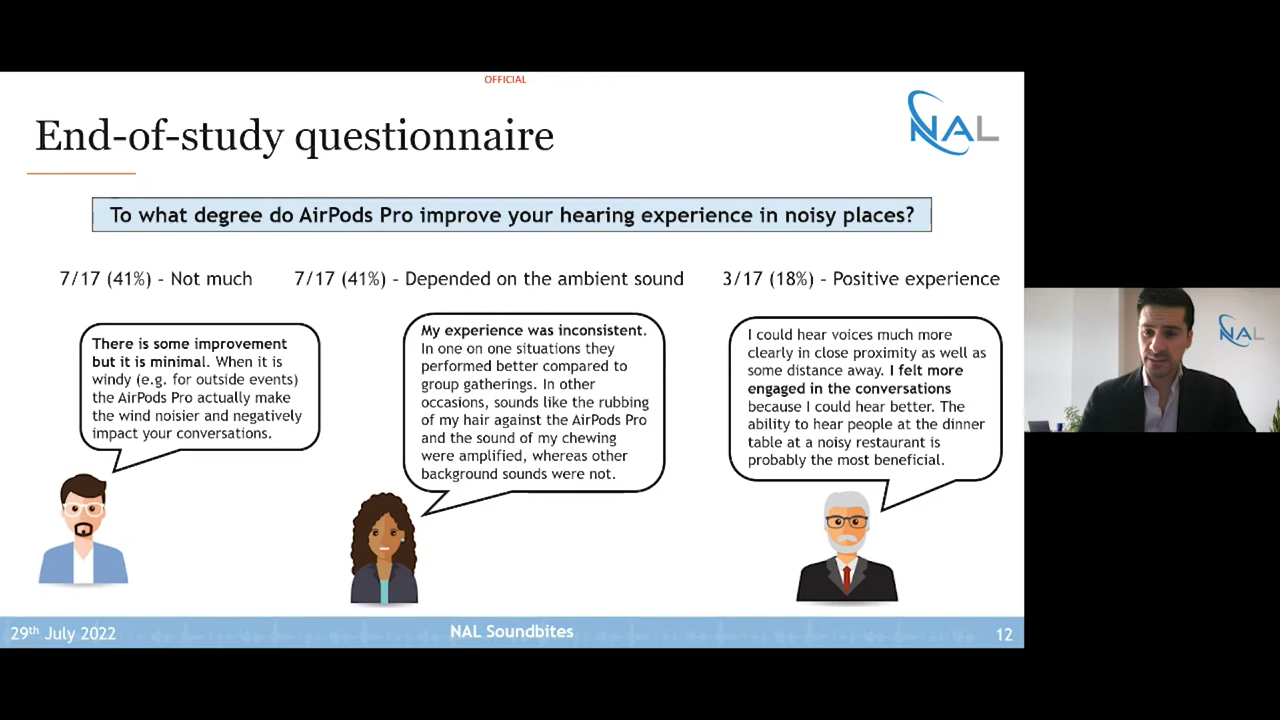 OFFICIAL
NAL
End-of-study questionnaire
To what degree do AirPods Pro improve your hearing experience in noisy places?
7/17 (41%) – Not much
7/17 (41%) – Depended on the ambient sound
3/17 (18%) – Positive experience
There is some improvement
but it is minimal. When it is
windy (e.g. for outside events)
the AirPods Pro actually make
the wind noisier and negatively
impact your conversations.
My experience was inconsistent.
In one on one situations they
performed better compared to
group gatherings. In other
occasions, sounds like the rubbing
of my hair against the AirPods Pro
and the sound of my chewing
were amplified, whereas other
background sounds were not.
I could hear voices much more
clearly in close proximity as well as
some distance away. I felt more
engaged in the conversations
because I could hear better. The
ability to hear people at the dinner
table at a noisy restaurant is
probably the most beneficial.
NAL
29th July 2022
NAL Soundbites
12